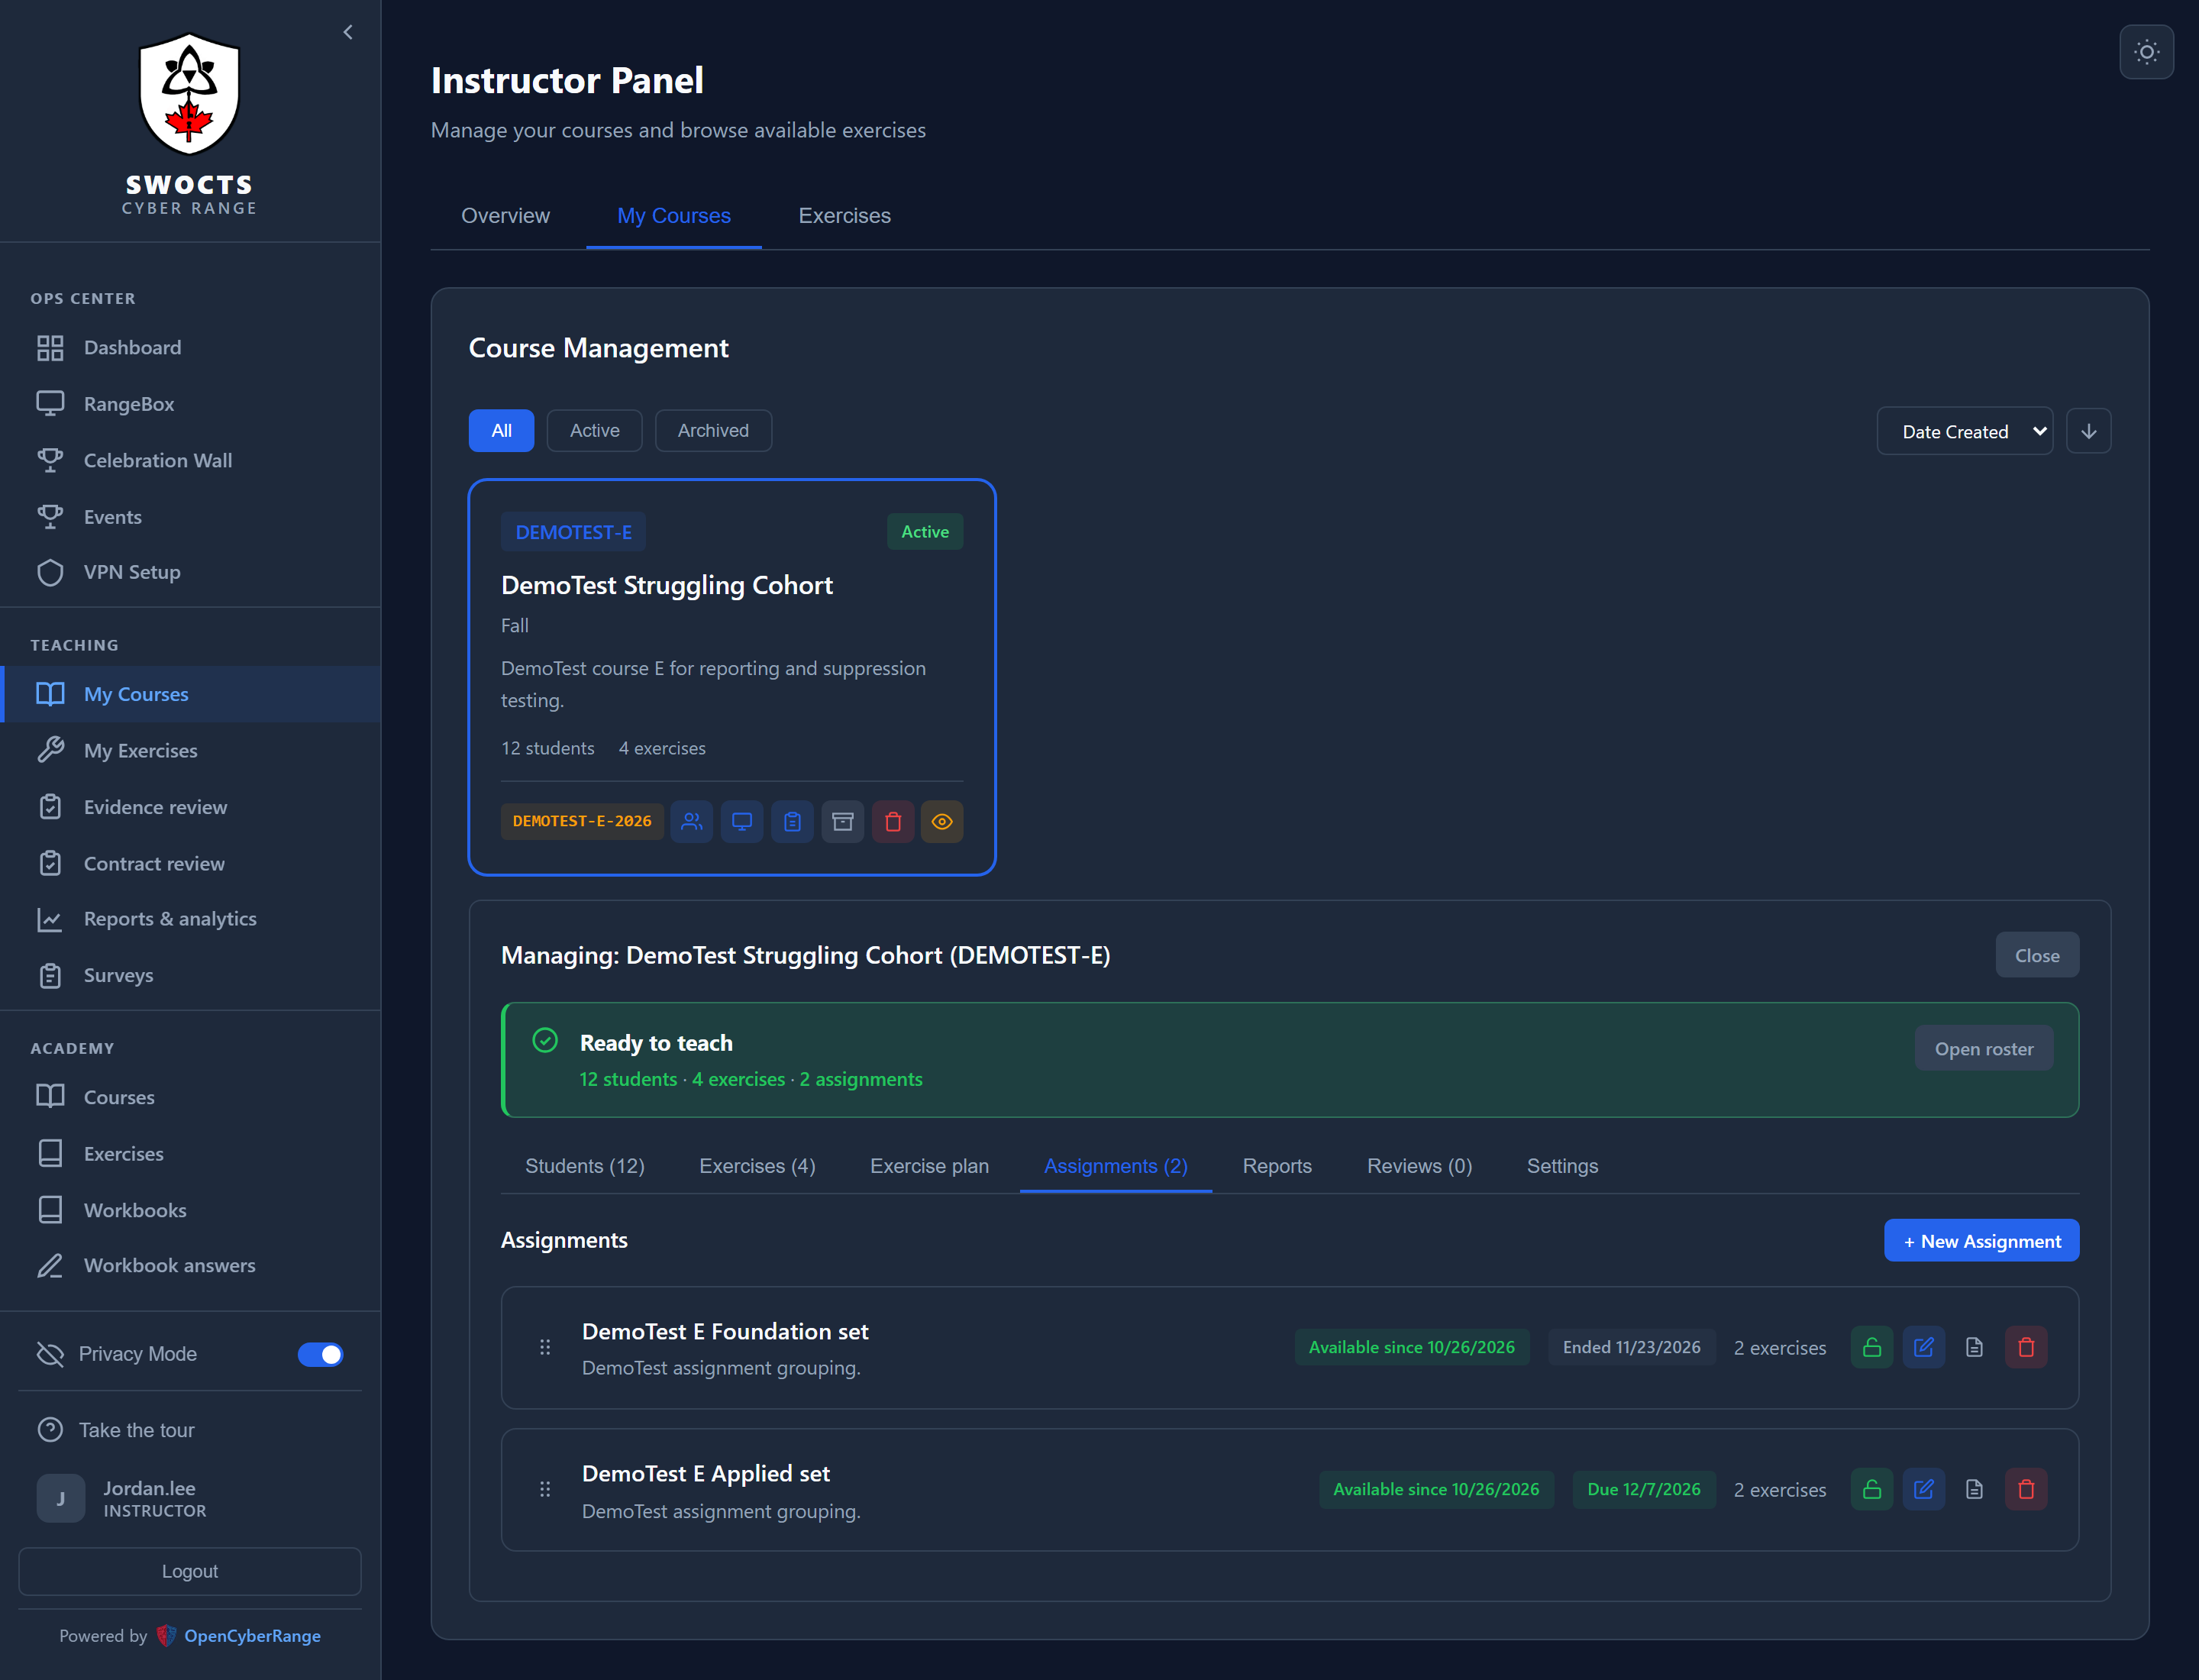 SWOCTS
CYBER RANGE
OPS CENTER
Dashboard
RangeBox
Celebration Wall
Events
VPN Setup
TEACHING
My Courses
My Exercises
Evidence review
Contract review
Reports & analytics
Surveys
ACADEMY
Courses
Exercises
Workbooks
Workbook answers
Privacy Mode
Take the tour
J
Jordan.lee
INSTRUCTOR
Logout
Powered by OpenCyberRange
Instructor Panel
Manage your courses and browse available exercises
Overview My Courses Exercises
Course Management
All Active Archived Date Created
DEMOTEST-E Active
DemoTest Struggling Cohort
Fall
DemoTest course E for reporting and suppression
testing.
12 students 4 exercises
DEMOTEST-E-2026
Managing: DemoTest Struggling Cohort (DEMOTEST-E) Close
Ready to teach Open roster
12 students · 4 exercises · 2 assignments
Students (12) Exercises (4) Exercise plan Assignments (2) Reports Reviews (0) Settings
Assignments + New Assignment
DemoTest E Foundation set
DemoTest assignment grouping.
Available since 10/26/2026 Ended 11/23/2026 2 exercises
DemoTest E Applied set
DemoTest assignment grouping.
Available since 10/26/2026 Due 12/7/2026 2 exercises